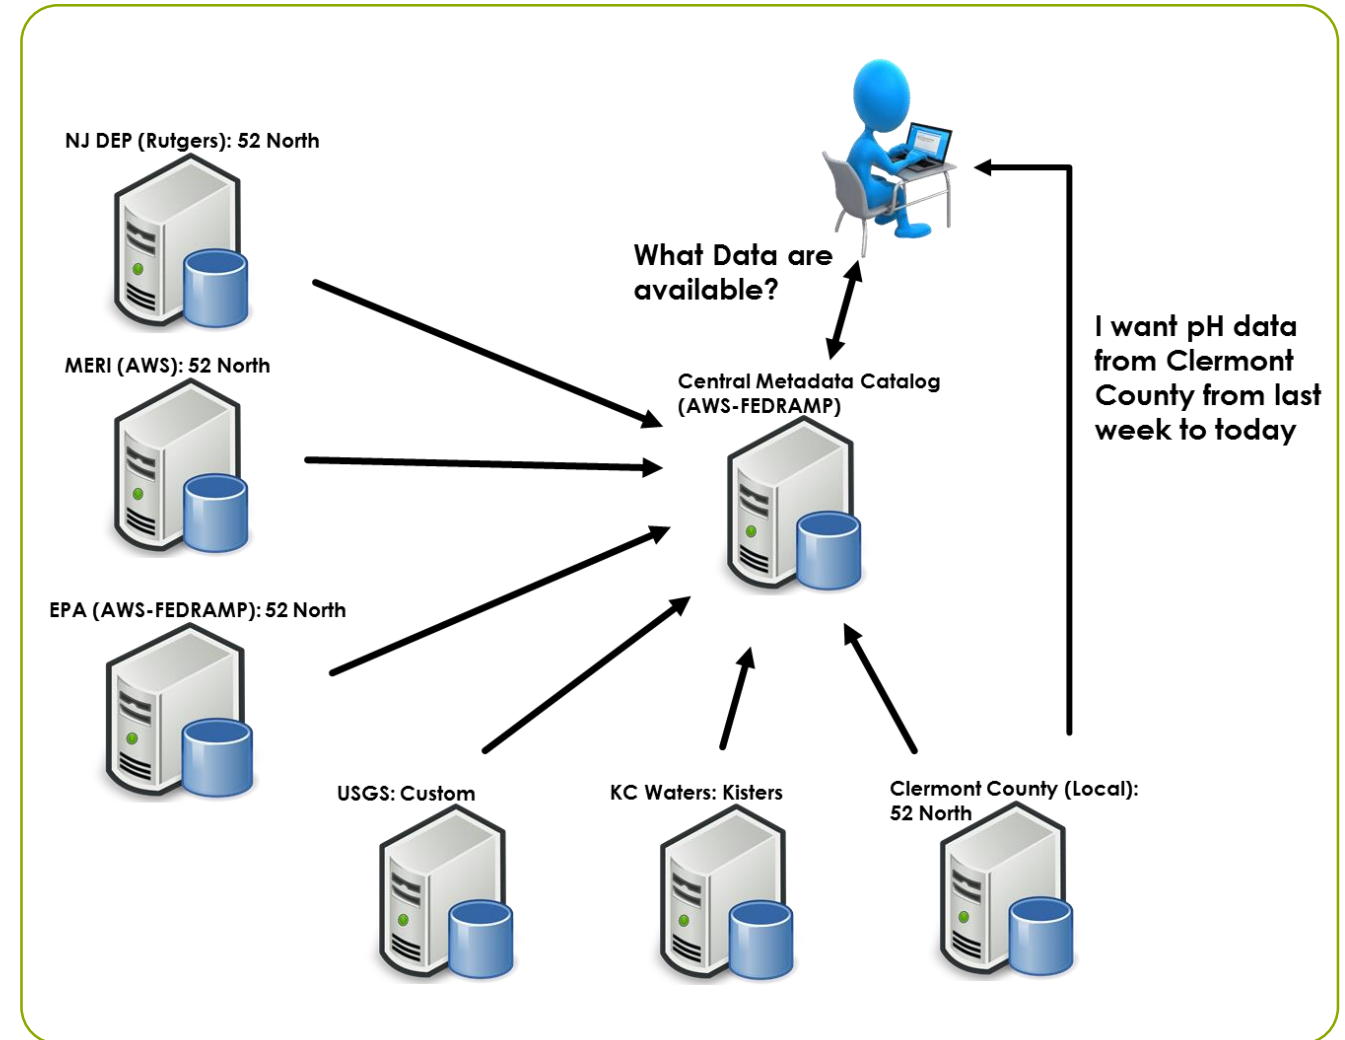 NJ DEP (Rutgers): 52 North
What Data are
available?
I want pH data
from Clermont
County from last
week to today
MERI (AWS): 52 North
Central Metadata Catalog
(AWS-FEDRAMP)
EPA (AWS-FEDRAMP): 52 North
USGS: Custom
KC Waters: Kisters
Clermont County (Local):
52 North